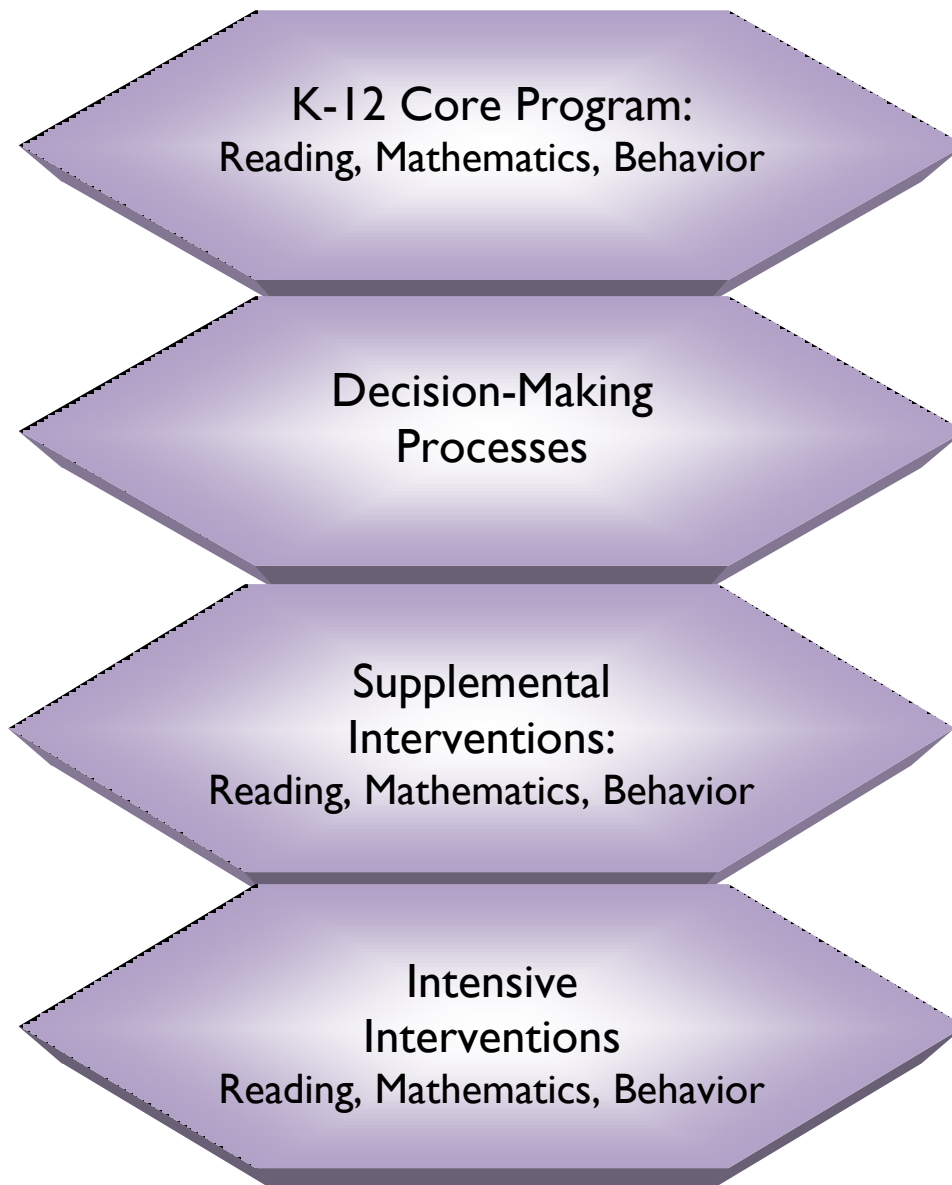 K-12 Core Program:
Reading, Mathematics, Behavior
Decision-Making
Processes
Supplemental
Interventions:
Reading, Mathematics, Behavior
Intensive
Interventions
Reading, Mathematics, Behavior